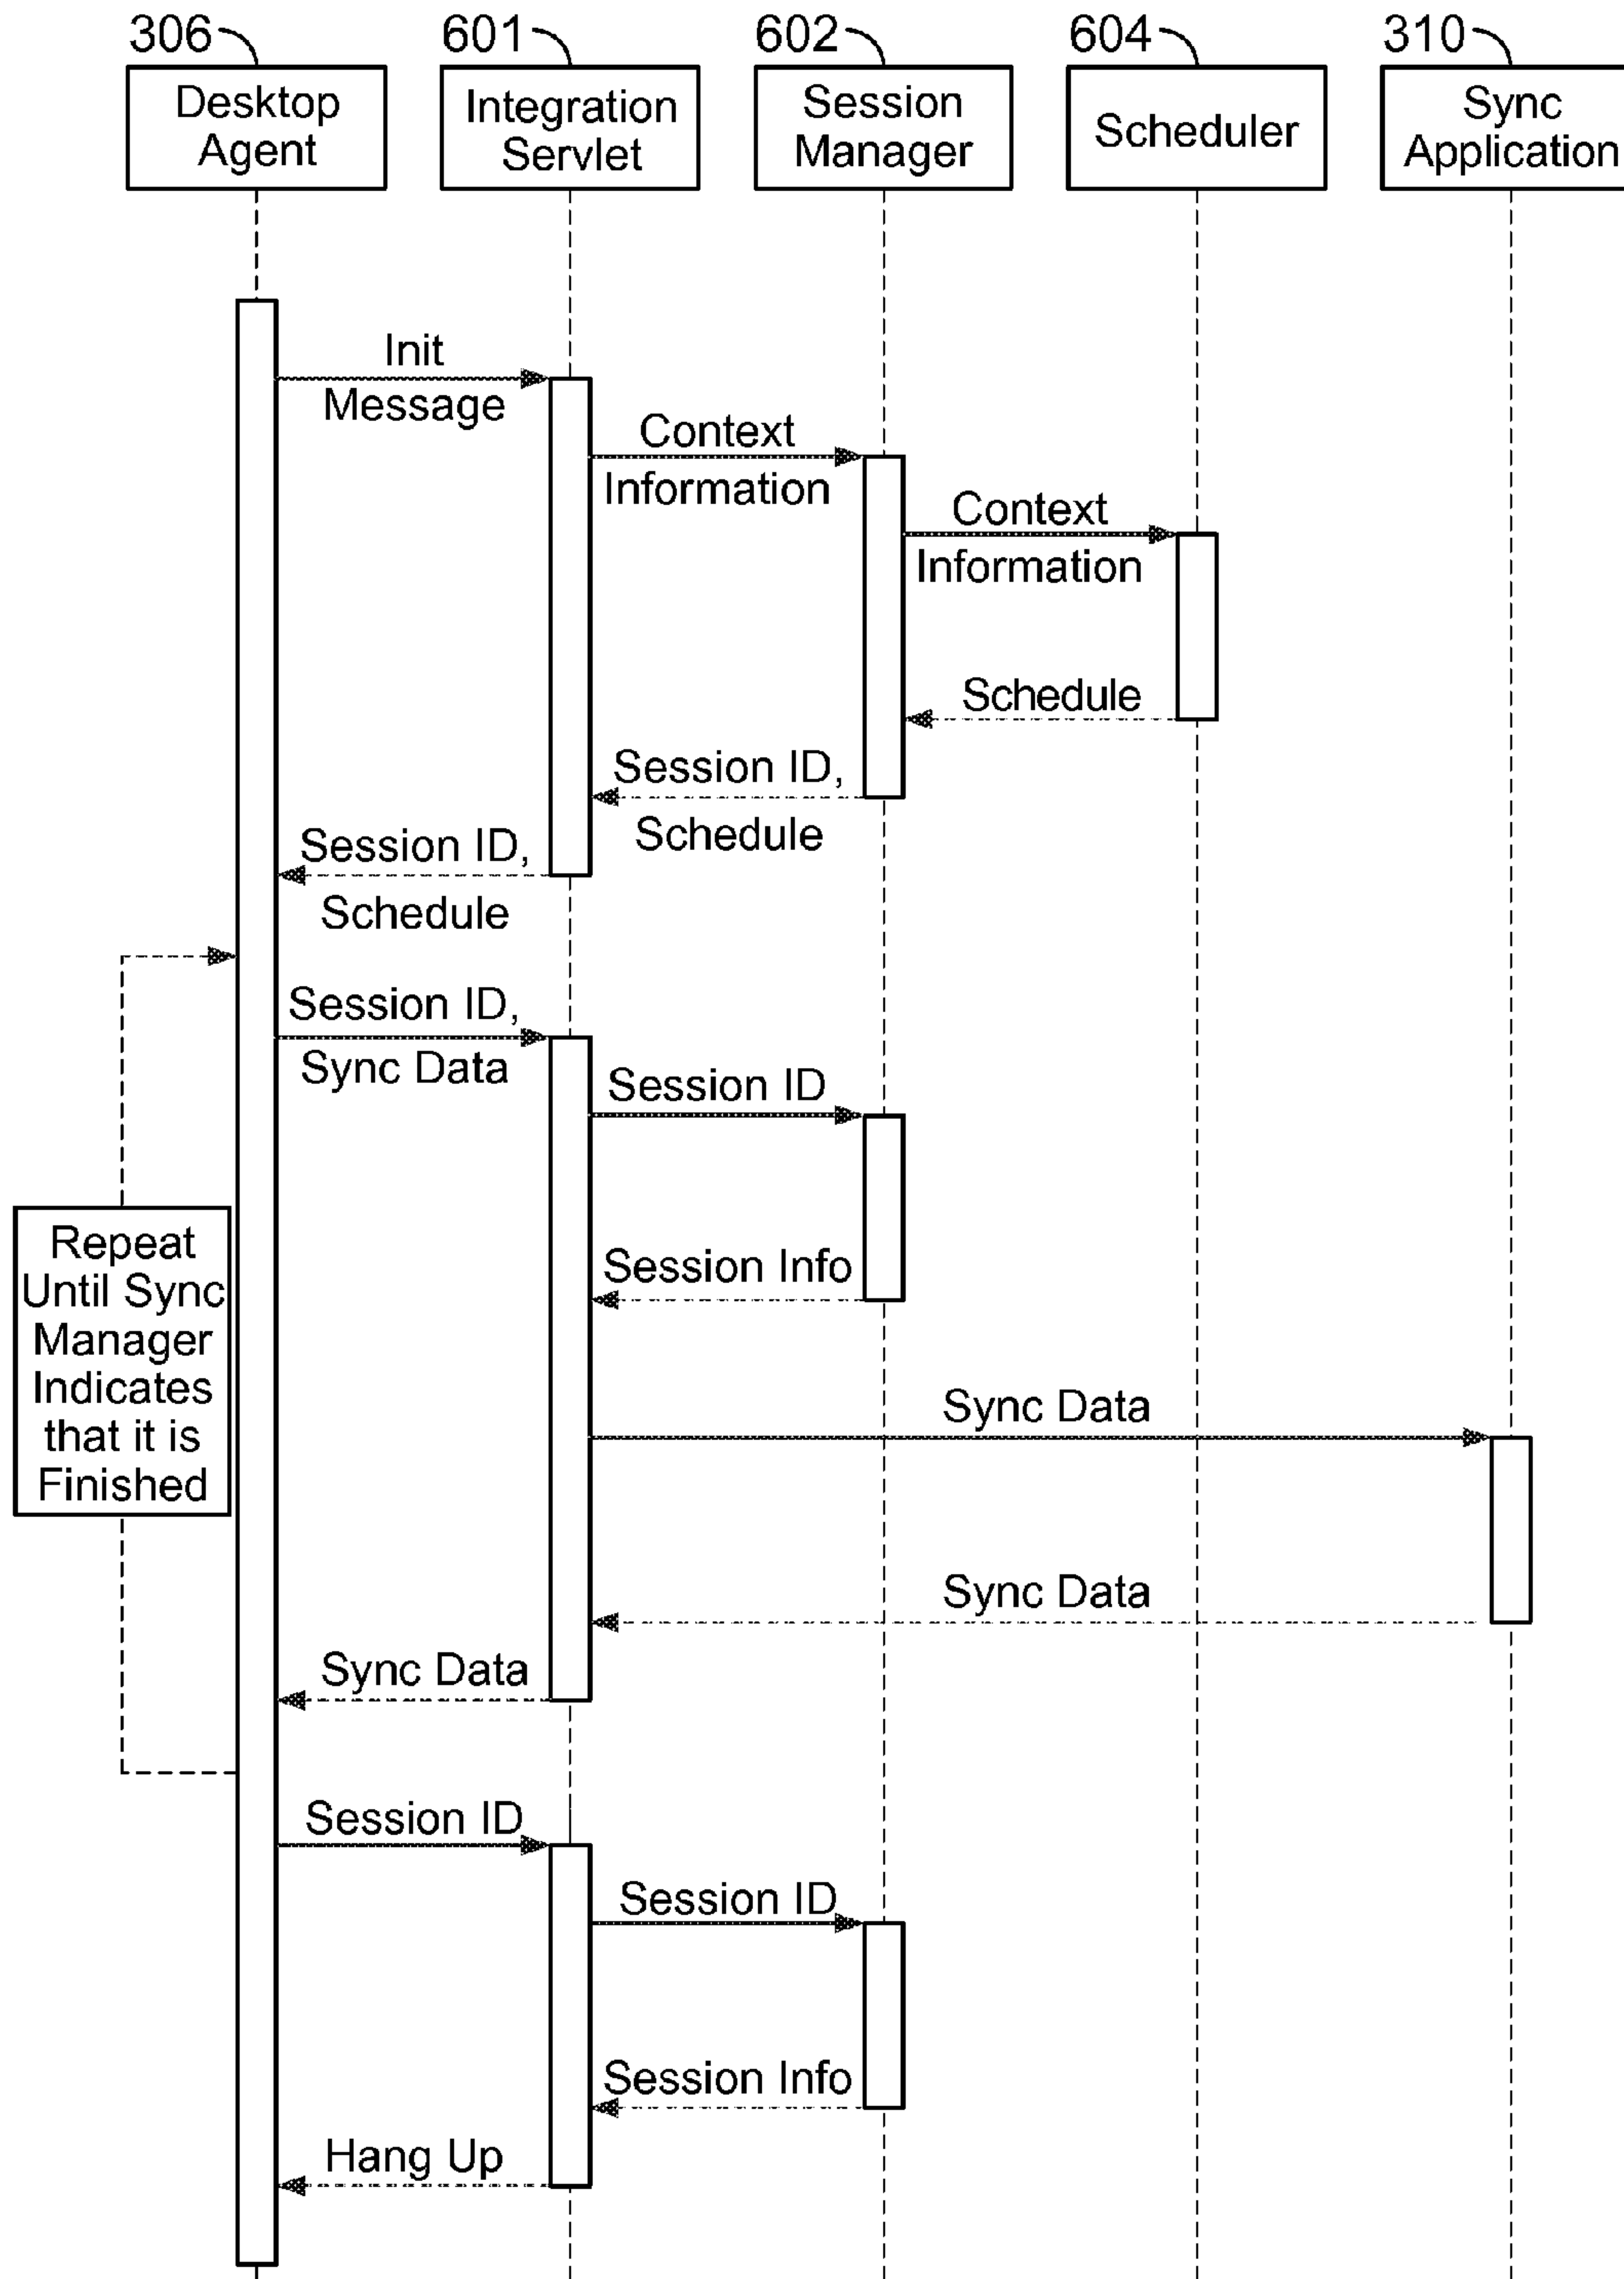 306
601
602
604
310
Desktop
Agent
Integration
Servlet
Session
Manager
Scheduler
Sync
Application
Init
Message
Context
Information
Context
Information
Schedule
Session ID,
Schedule
Session ID,
Schedule
Session ID,
Sync Data
Session ID
Session Info
Repeat
Until Sync
Manager
Indicates
that it is
Finished
Sync Data
Sync Data
Sync Data
Session ID
Session ID
Session Info
Hang Up